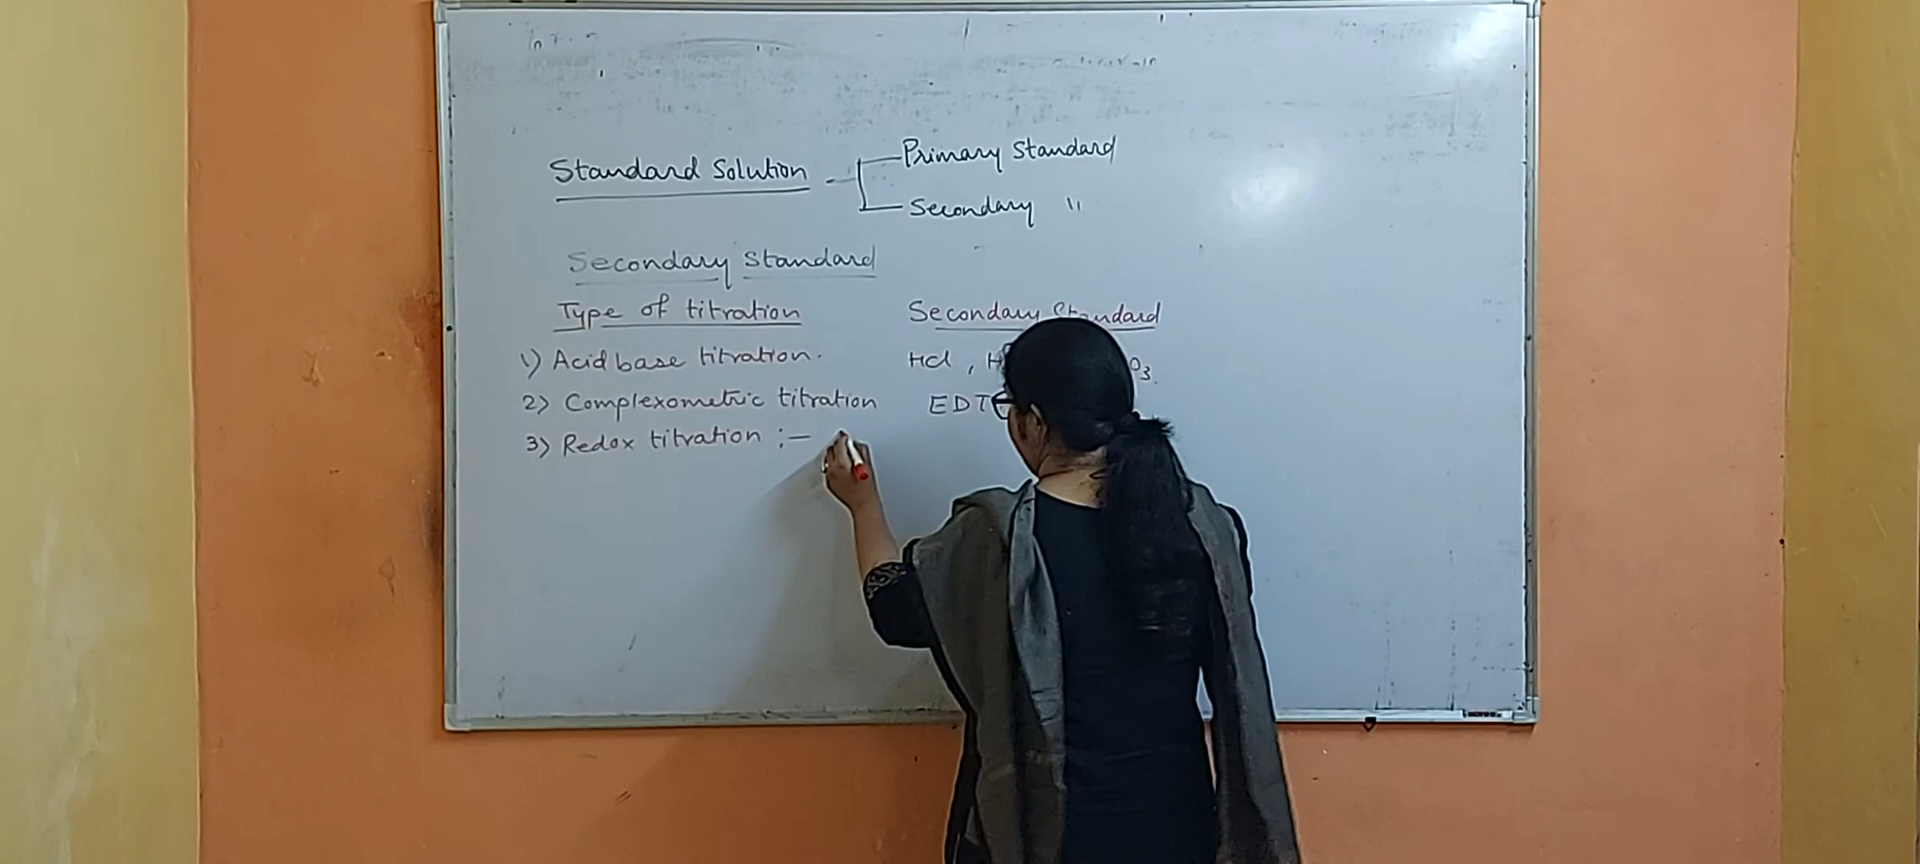 Standard Solution
Primary Standard
Secondary "
Secondary Standard
Type of titration Secondary Standard
1) Acid base titration. HCl , H O3.
2) Complexometric titration EDT
3) Redox titration :-